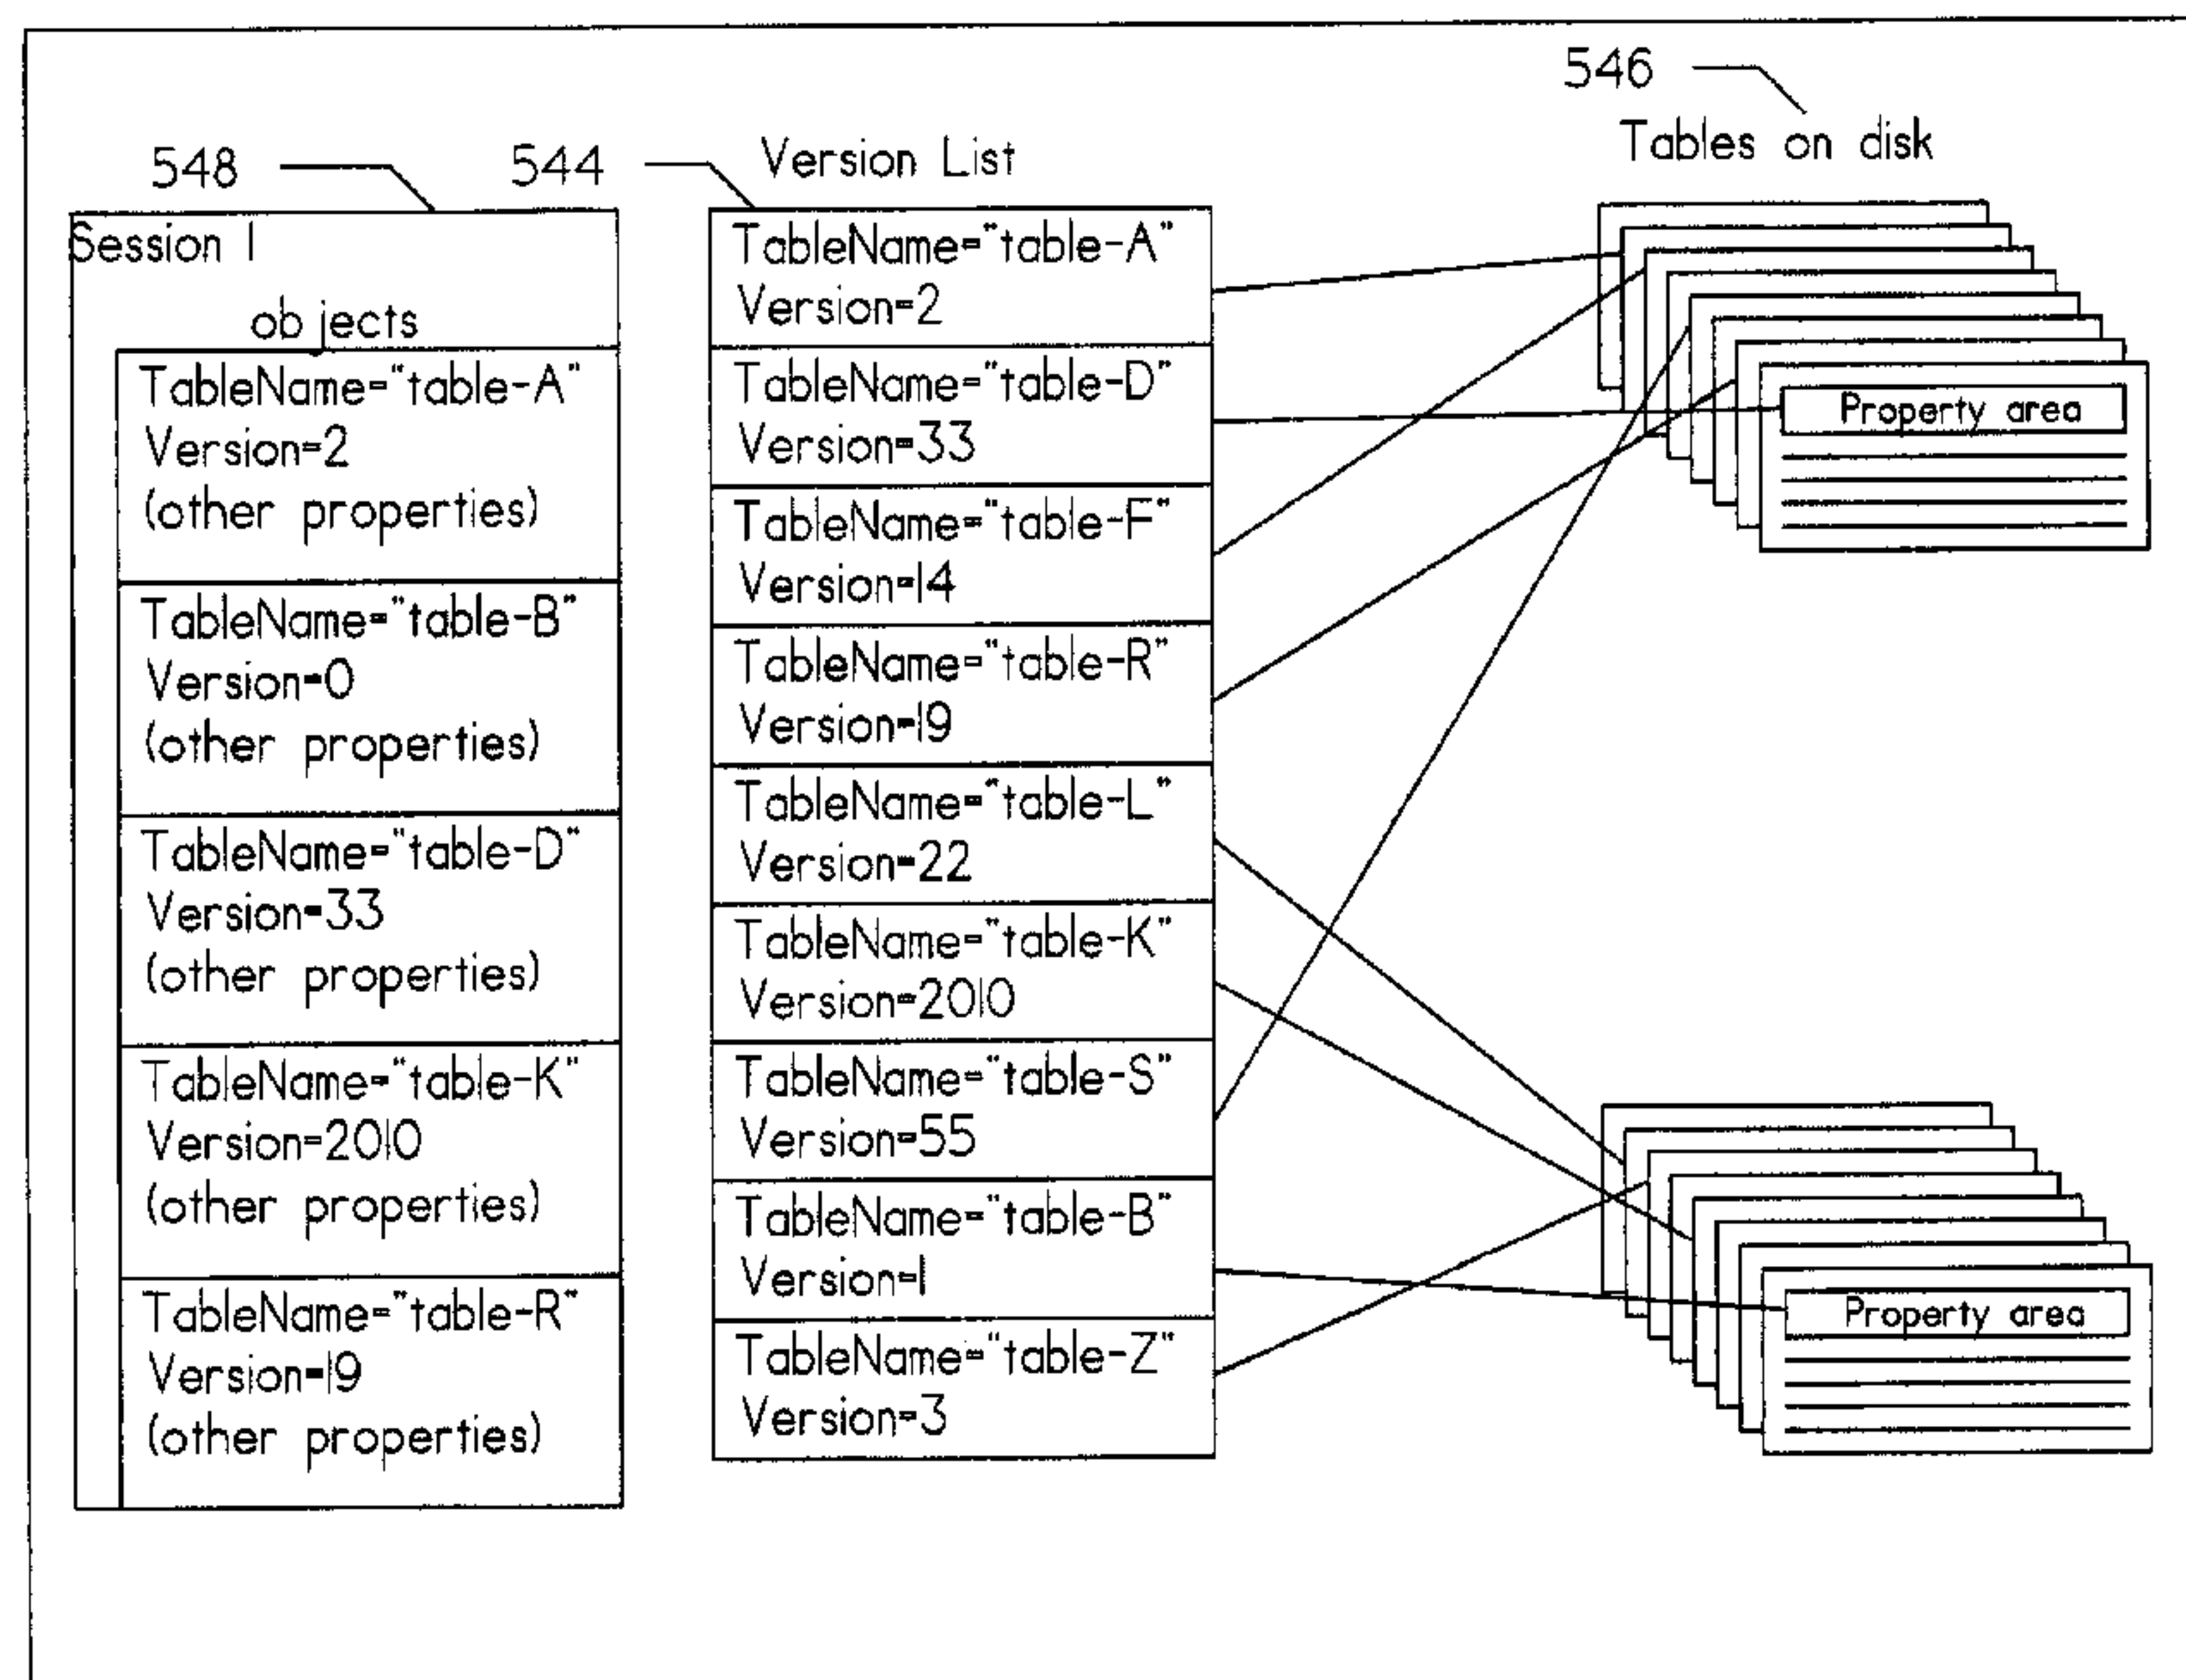 546
Tables on disk
548
544
Version List
Session 1
objects
TableName="table-A"
Version=2
(other properties)
TableName="table-B"
Version=0
(other properties)
TableName="table-D"
Version=33
(other properties)
TableName="table-K"
Version=2010
(other properties)
TableName="table-R"
Version=19
(other properties)
TableName="table-A"
Version=2
TableName="table-D"
Version=33
TableName="table-F"
Version=14
TableName="table-R"
Version=19
TableName="table-L"
Version=22
TableName="table-K"
Version=2010
TableName="table-S"
Version=55
TableName="table-B"
Version=1
TableName="table-Z"
Version=3
Property area
Property area